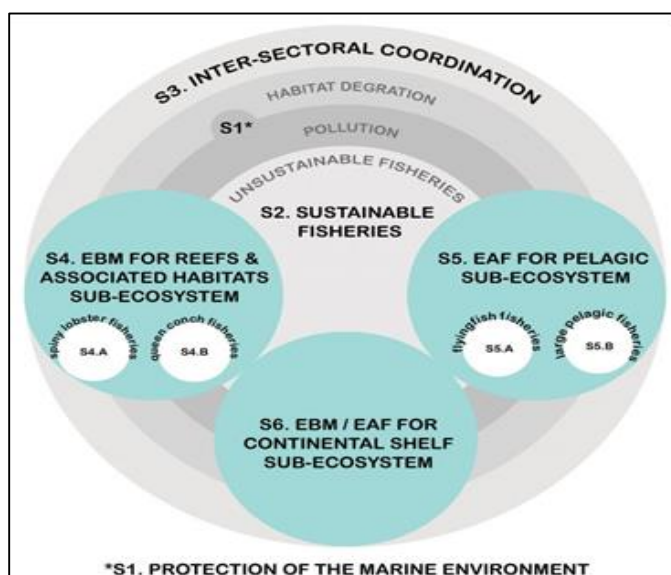 S3. INTER-SECTORAL COORDINATION
HABITAT DEGRATION
S1*
POLLUTION
UNSUSTAINABLE FISHERIES
S2. SUSTAINABLE
FISHERIES
S4. EBM FOR REEFS &
ASSOCIATED HABITATS
SUB-ECOSYSTEM
spiny lobster fisheries
S4.A
queen conch fisheries
S4.B
S5. EAF FOR PELAGIC
SUB-ECOSYSTEM
flyingfish fisheries
S5.A
large pelagic fisheries
S5.B
S6. EBM / EAF FOR
CONTINENTAL SHELF
SUB-ECOSYSTEM
*S1. PROTECTION OF THE MARINE ENVIRONMENT